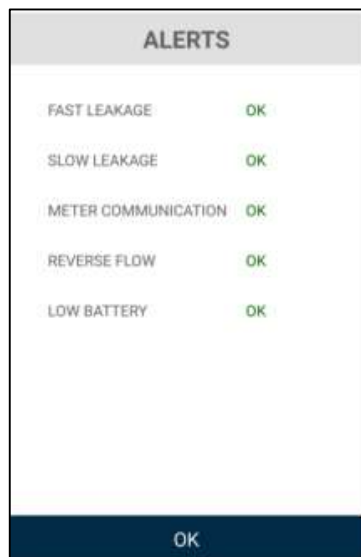 ALERTS
FAST LEAKAGE OK
SLOW LEAKAGE OK
METER COMMUNICATION OK
REVERSE FLOW OK
LOW BATTERY OK
OK